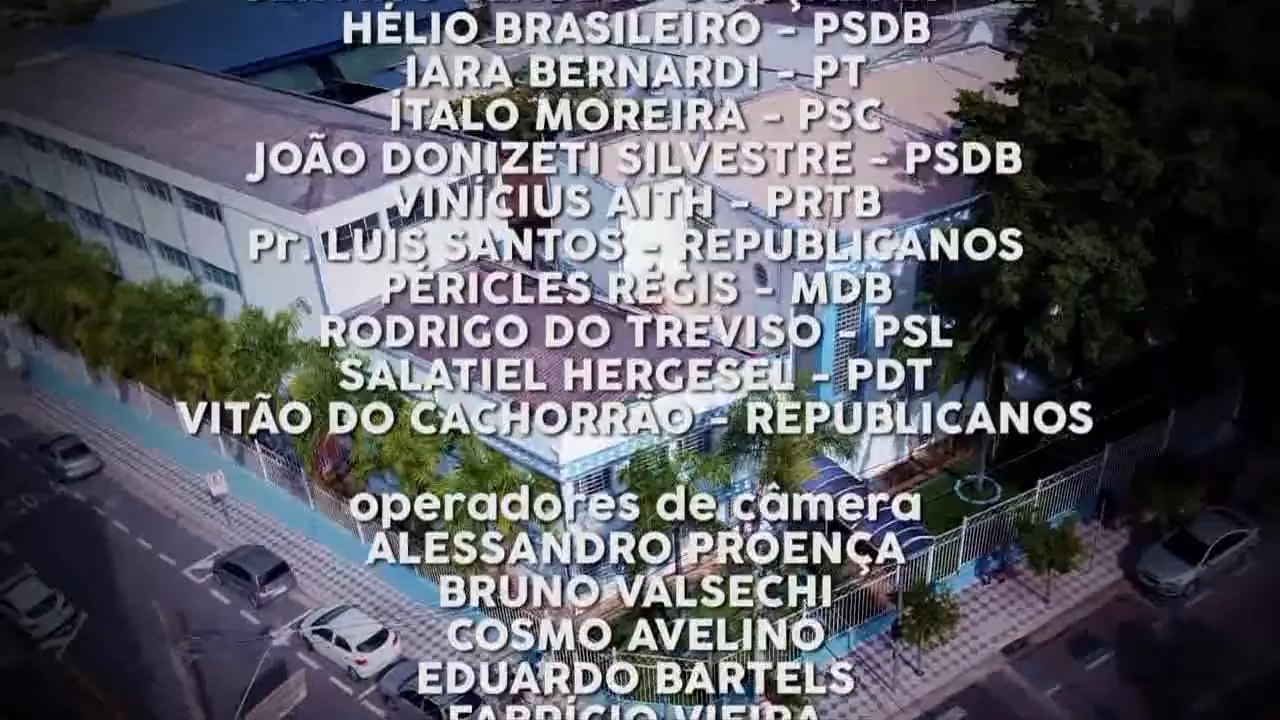 HÉLIO BRASILEIRO - PSDB
IARA BERNARDI - PT
ÍTALO MOREIRA - PSC
JOÃO DONIZETI SILVESTRE - PSDB
VINÍCIUS AITH - PRTB
Pr. LUIS SANTOS - REPUBLICANOS
PÉRICLES RÉGIS - MDB
RODRIGO DO TREVISO - PSL
SALATIEL HERGESEL - PDT
VITÃO DO CACHORRÃO - REPUBLICANOS
operadores de câmera
ALESSANDRO PROENÇA
BRUNO VALSECHI
COSMO AVELINO
EDUARDO BARTELS
FABRÍCIO VIEIRA